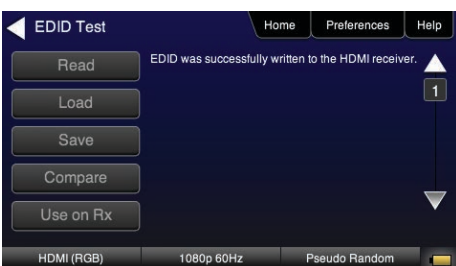 EDID Test
Home
Preferences
Help
Read
EDID was successfully written to the HDMI receiver.
1
Load
Save
Compare
Use on Rx
HDMI (RGB)
1080p 60Hz
Pseudo Random